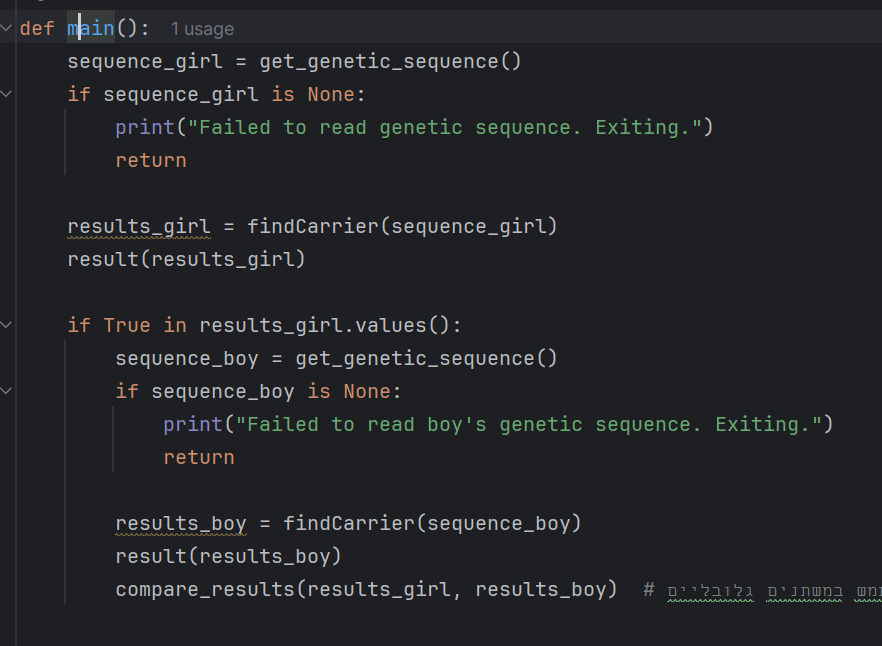 def main():  1 usage
    sequence_girl = get_genetic_sequence()
    if sequence_girl is None:
        print("Failed to read genetic sequence. Exiting.")
        return
    results_girl = findCarrier(sequence_girl)
    result(results_girl)
    if True in results_girl.values():
        sequence_boy = get_genetic_sequence()
        if sequence_boy is None:
            print("Failed to read boy's genetic sequence. Exiting.")
            return
        results_boy = findCarrier(sequence_boy)
        result(results_boy)
        compare_results(results_girl, results_boy)  # במשתנים גלובליים